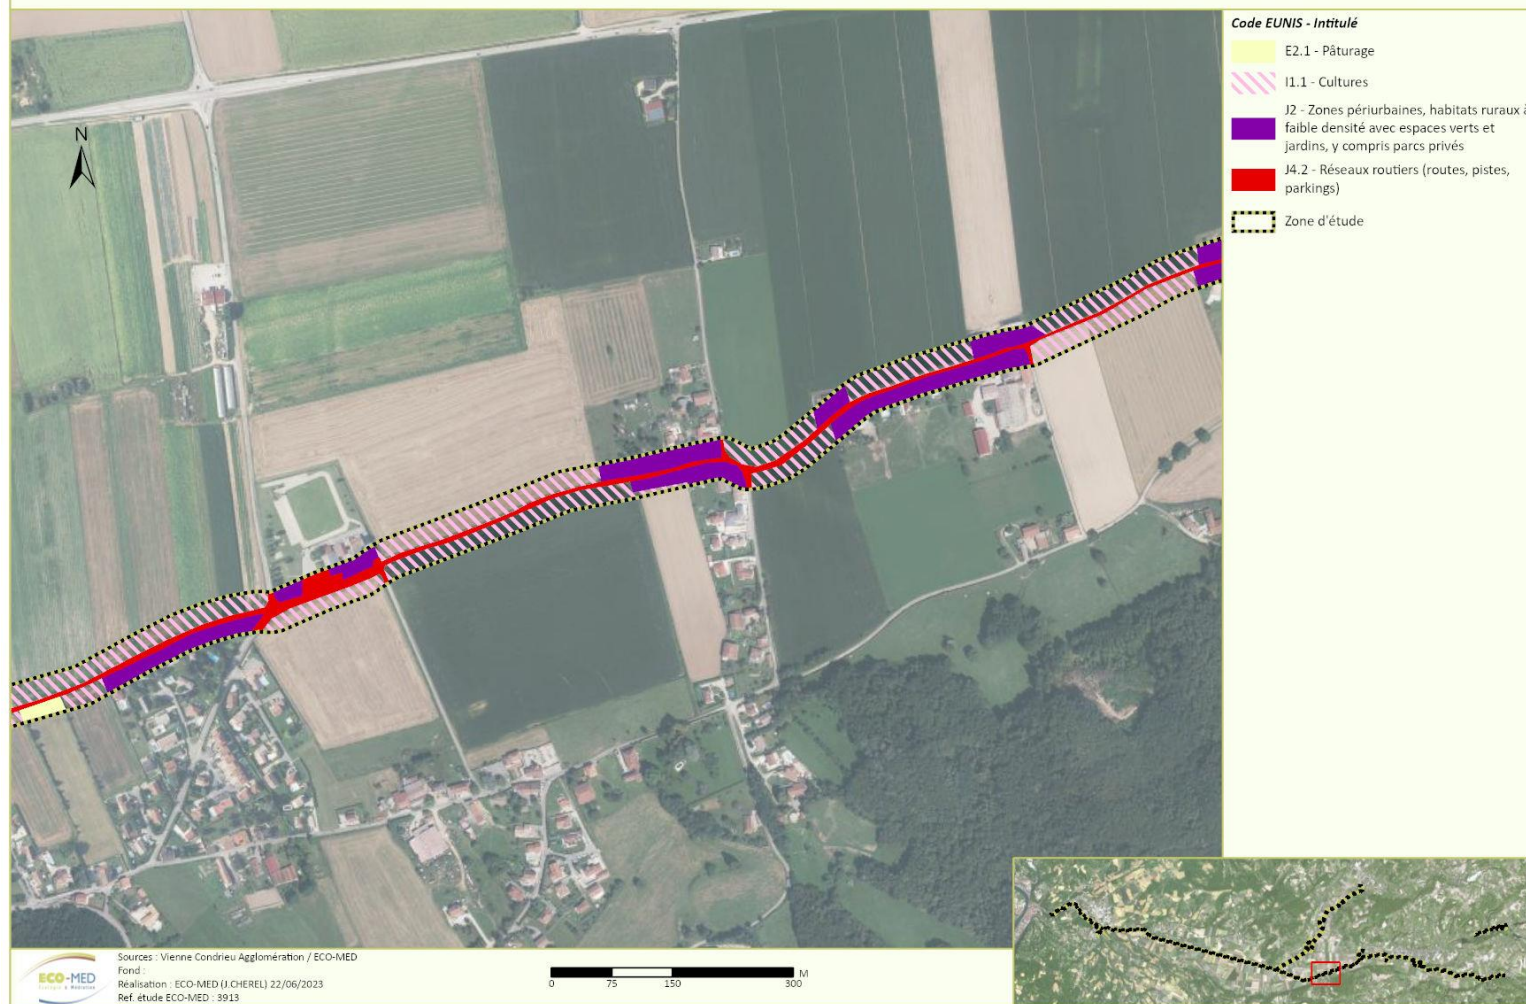 Code EUNIS - Intitulé
E2.1 - Pâturage
I1.1 - Cultures
J2 - Zones périurbaines, habitats ruraux à
faible densité avec espaces verts et
jardins, y compris parcs privés
J4.2 - Réseaux routiers (routes, pistes,
parkings)
Zone d'étude
N
ECO-MED
Ecologie & Médiation
Sources : Vienne Condrieu Agglomération / ECO-MED
Fond :
Réalisation : ECO-MED (J.CHEREL) 22/06/2023
Ref. étude ECO-MED : 3913
M
0 75 150 300